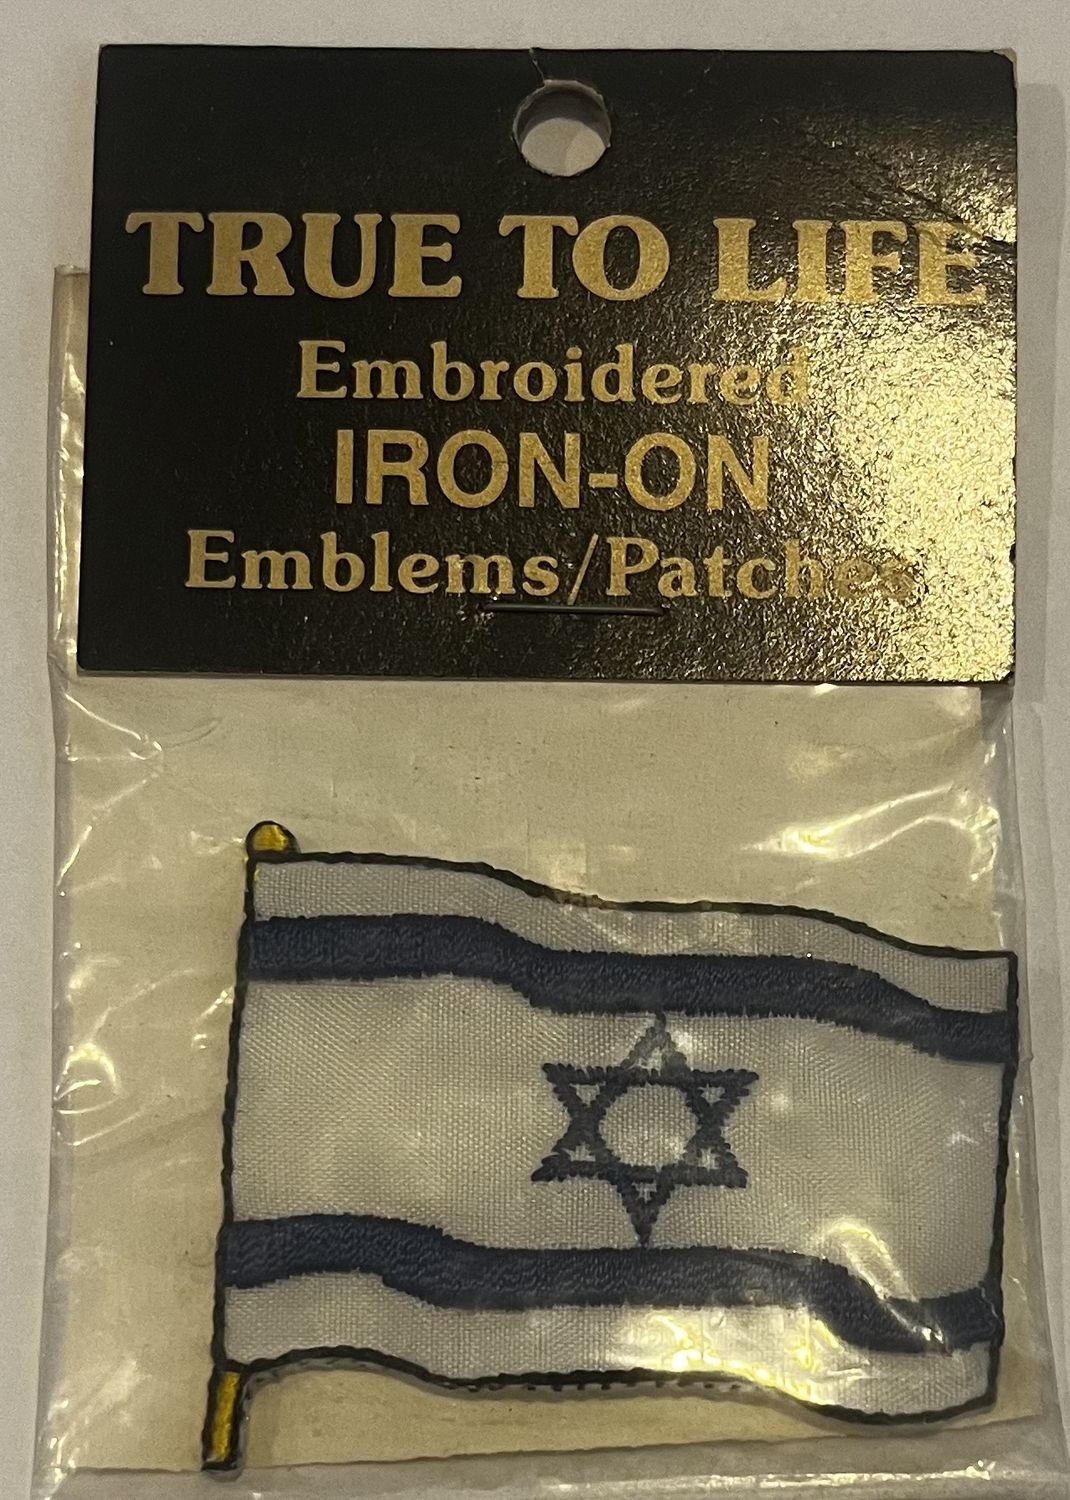 TRUE TO LIFE
Embroidered
IRON-ON
Emblems/Patches